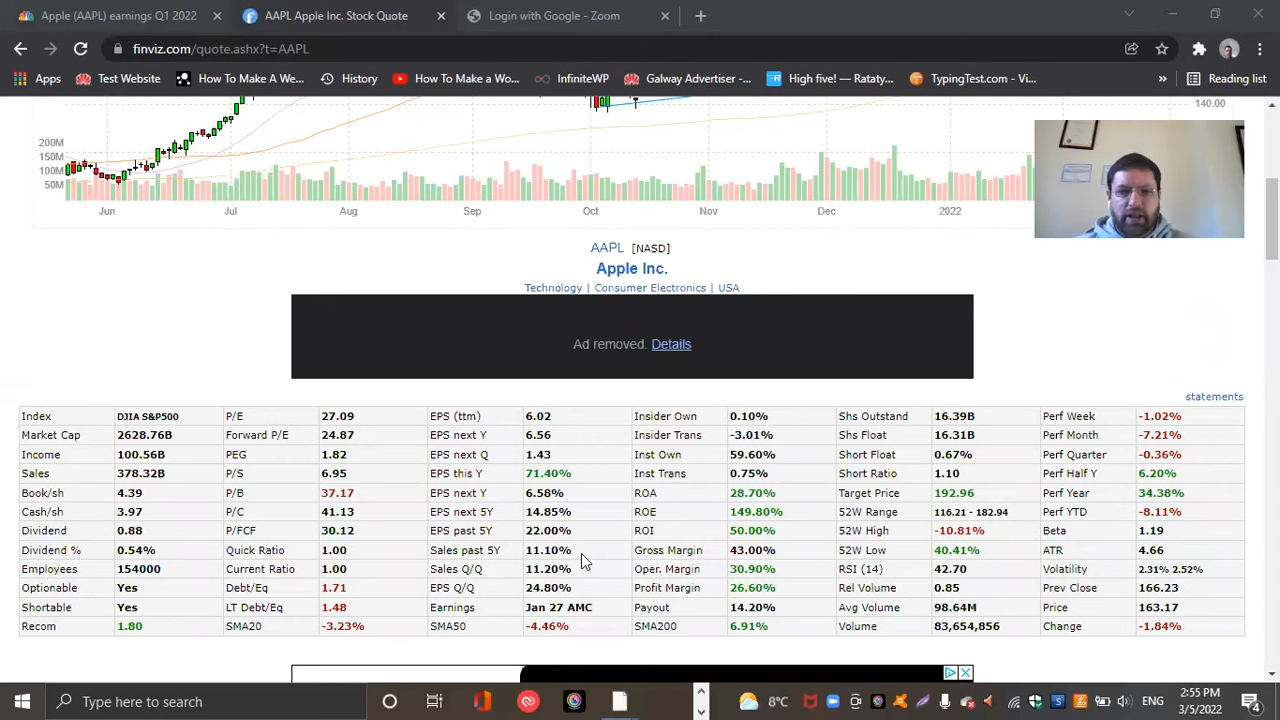 Apple (AAPL) earnings Q1 2022
AAPL Apple Inc. Stock Quote
Login with Google - Zoom
finviz.com/quote.ashx?t=AAPL
Apps
Test Website
How To Make A We...
History
How To Make a Wo...
InfiniteWP
Galway Advertiser -...
High five! — Rataty...
TypingTest.com - Vi...
»
Reading list
140.00
200M
150M
100M
50M
Jun Jul Aug Sep Oct Nov Dec 2022
AAPL [NASD]
Apple Inc.
Technology | Consumer Electronics | USA
Ad removed. Details
statements
Index DJIA S&P500 P/E 27.09 EPS (ttm) 6.02 Insider Own 0.10% Shs Outstand 16.39B Perf Week -1.02%
Market Cap 2628.76B Forward P/E 24.87 EPS next Y 6.56 Insider Trans -3.01% Shs Float 16.31B Perf Month -7.21%
Income 100.56B PEG 1.82 EPS next Q 1.43 Inst Own 59.60% Short Float 0.67% Perf Quarter -0.36%
Sales 378.32B P/S 6.95 EPS this Y 71.40% Inst Trans 0.75% Short Ratio 1.10 Perf Half Y 6.20%
Book/sh 4.39 P/B 37.17 EPS next Y 6.58% ROA 28.70% Target Price 192.96 Perf Year 34.38%
Cash/sh 3.97 P/C 41.13 EPS next 5Y 14.85% ROE 149.80% 52W Range 116.21 - 182.94 Perf YTD -8.11%
Dividend 0.88 P/FCF 30.12 EPS past 5Y 22.00% ROI 50.00% 52W High -10.81% Beta 1.19
Dividend % 0.54% Quick Ratio 1.00 Sales past 5Y 11.10% Gross Margin 43.00% 52W Low 40.41% ATR 4.66
Employees 154000 Current Ratio 1.00 Sales Q/Q 11.20% Oper. Margin 30.90% RSI (14) 42.70 Volatility 2.31% 2.52%
Optionable Yes Debt/Eq 1.71 EPS Q/Q 24.80% Profit Margin 26.60% Rel Volume 0.85 Prev Close 166.23
Shortable Yes LT Debt/Eq 1.48 Earnings Jan 27 AMC Payout 14.20% Avg Volume 98.64M Price 163.17
Recom 1.80 SMA20 -3.23% SMA50 -4.46% SMA200 6.91% Volume 83,654,856 Change -1.84%
Type here to search
8°C
ENG
2:55 PM
3/5/2022
4